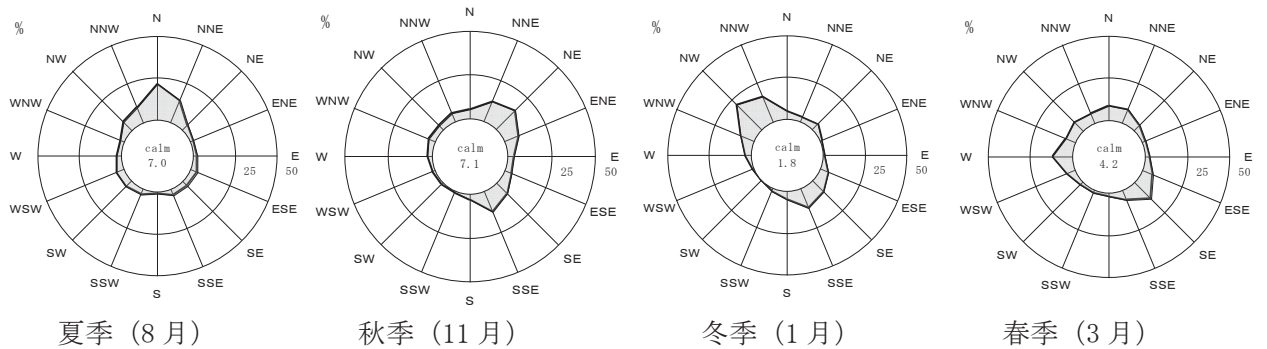 %
N
NNE
NE
ENE
E
ESE
SE
SSE
S
SSW
SW
WSW
W
WNW
NW
NNW
calm
7.0
25
50
夏季（8 月）
%
N
NNE
NE
ENE
E
ESE
SE
SSE
S
SSW
SW
WSW
W
WNW
NW
NNW
calm
7.1
25
50
秋季（11 月）
%
N
NNE
NE
ENE
E
ESE
SE
SSE
S
SSW
SW
WSW
W
WNW
NW
NNW
calm
1.8
25
50
冬季（1 月）
%
N
NNE
NE
ENE
E
ESE
SE
SSE
S
SSW
SW
WSW
W
WNW
NW
NNW
calm
4.2
25
50
春季（3 月）